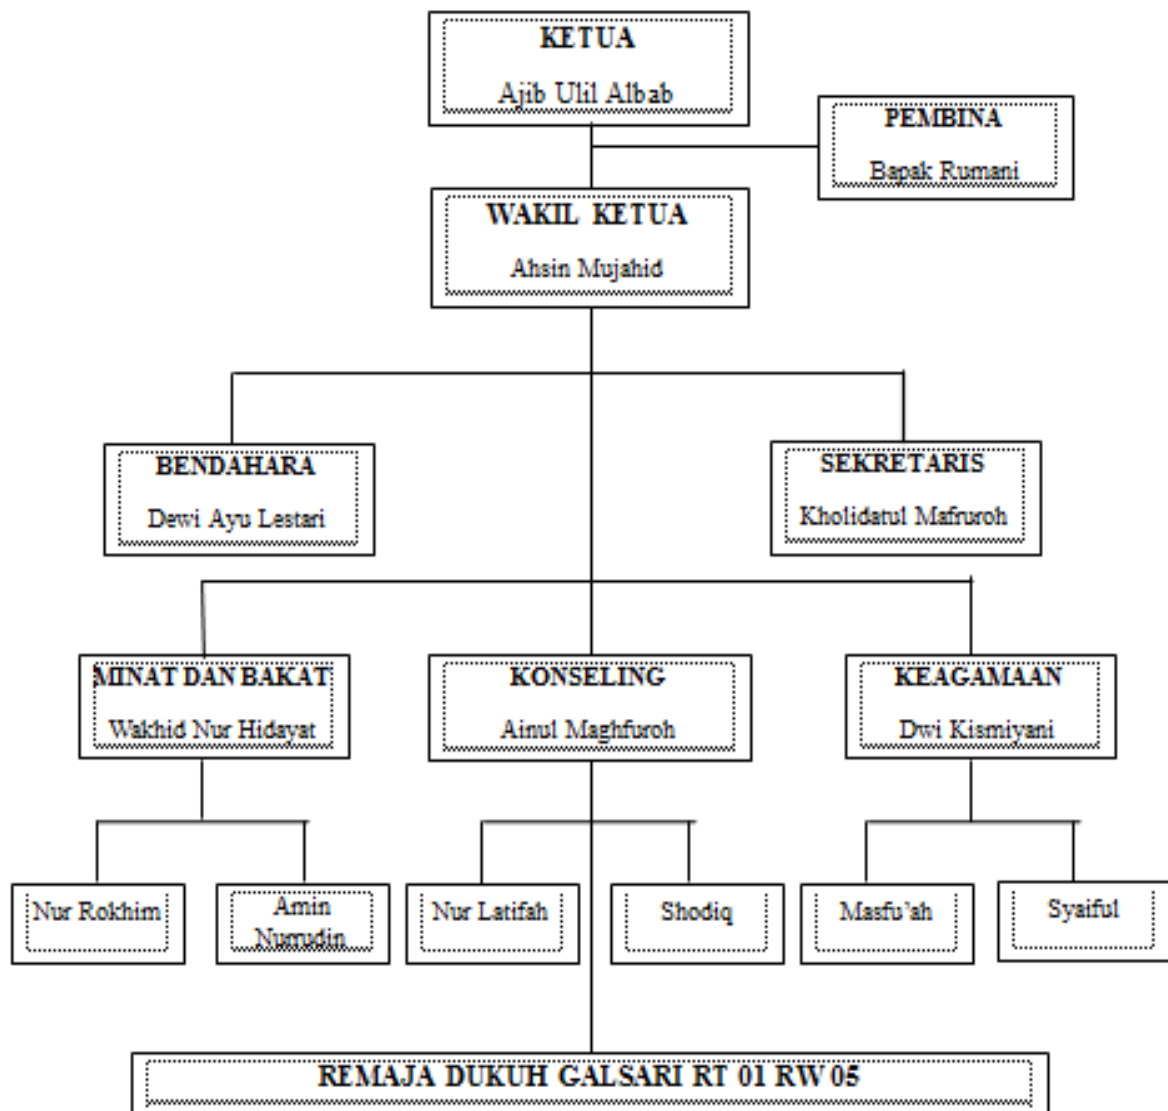 KETUA
Ajib Ulil Albab
PEMBINA
Bapak Rumani
WAKIL KETUA
Ahsin Mujahid
BENDAHARA
Dewi Ayu Lestari
SEKRETARIS
Kholidatul Mafruroh
MINAT DAN BAKAT
Wakhid Nur Hidayat
KONSELING
Ainul Maghfuroh
KEAGAMAAN
Dwi Kismiyani
Nur Rokhim
Amin
Nurrudin
Nur Latifah
Shodiq
Masfu’ah
Syaiful
REMAJA DUKUH GALSARI RT 01 RW 05